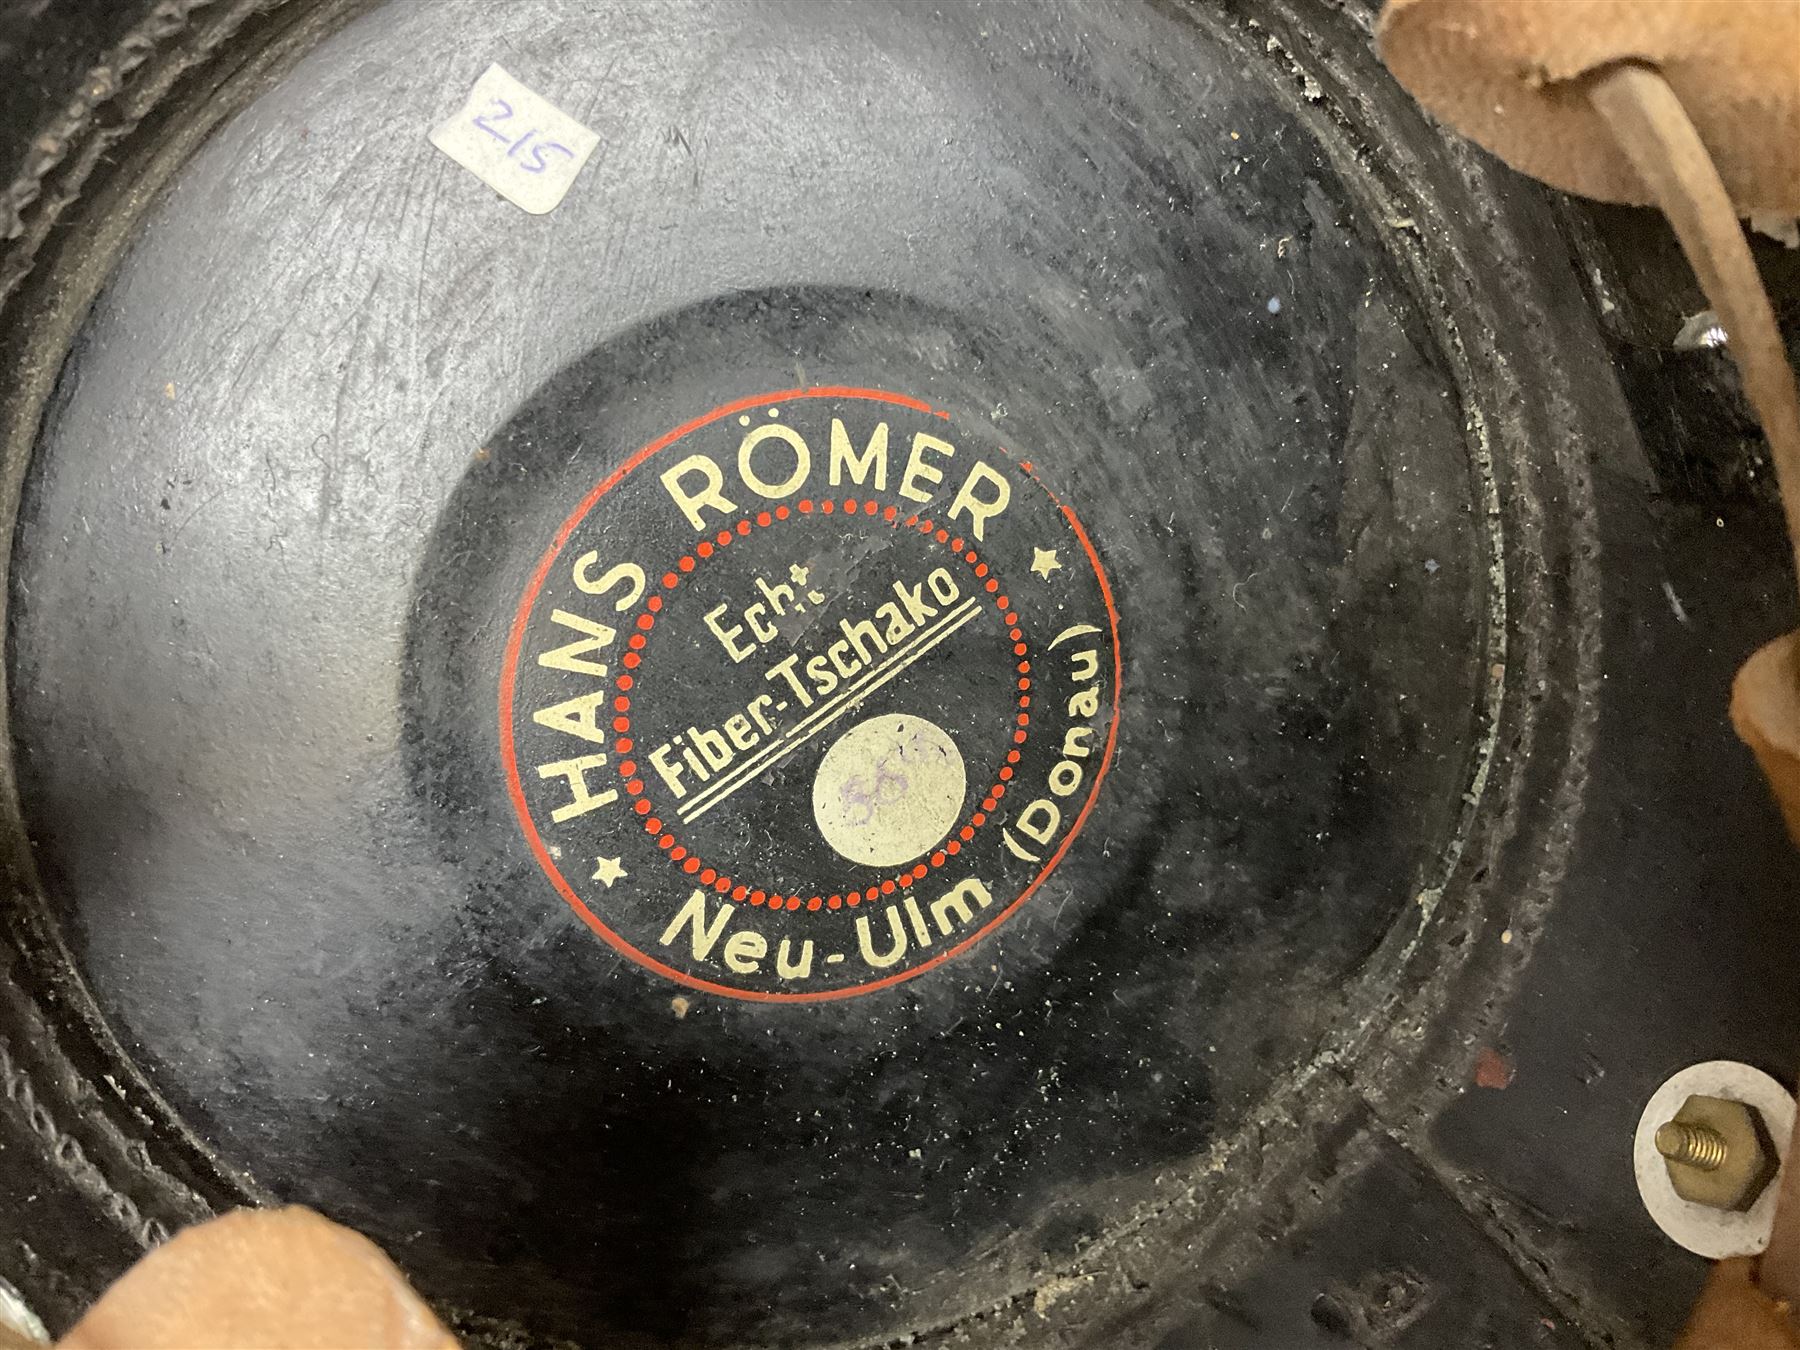 215
HANS RÖMER
Echt
Fiber-Tschako
Neu-Ulm (Donau)